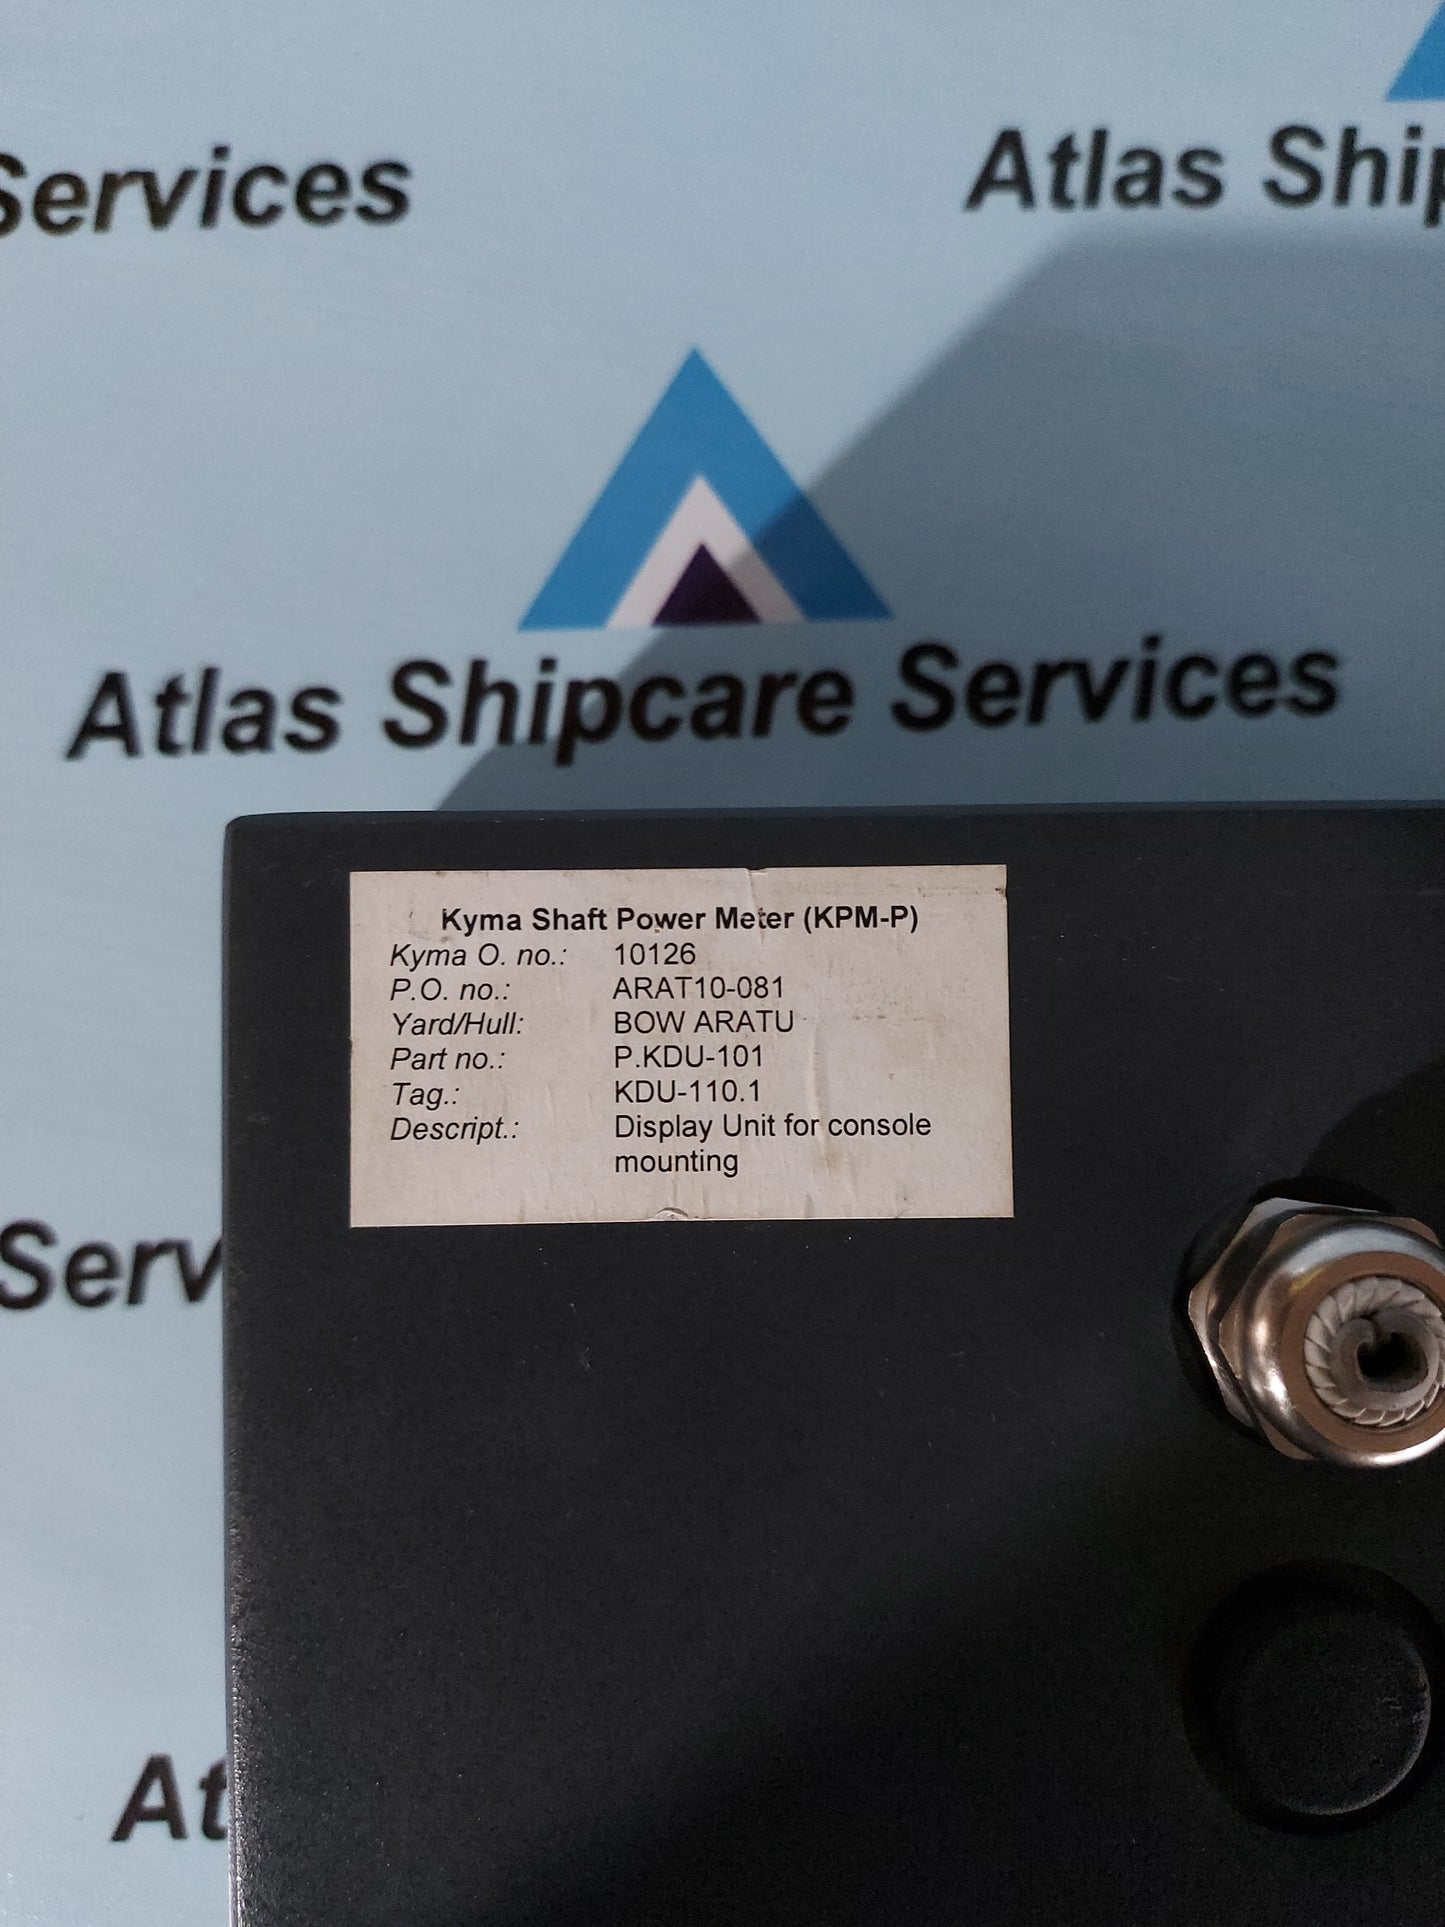 Services
Atlas Ship
Atlas Shipcare Services
Kyma Shaft Power Meter (KPM-P)
Kyma O. no.: 10126
P.O. no.: ARAT10-081
Yard/Hull: BOW ARATU
Part no.: P.KDU-101
Tag.: KDU-110.1
Descript.: Display Unit for console
mounting
Serv
At